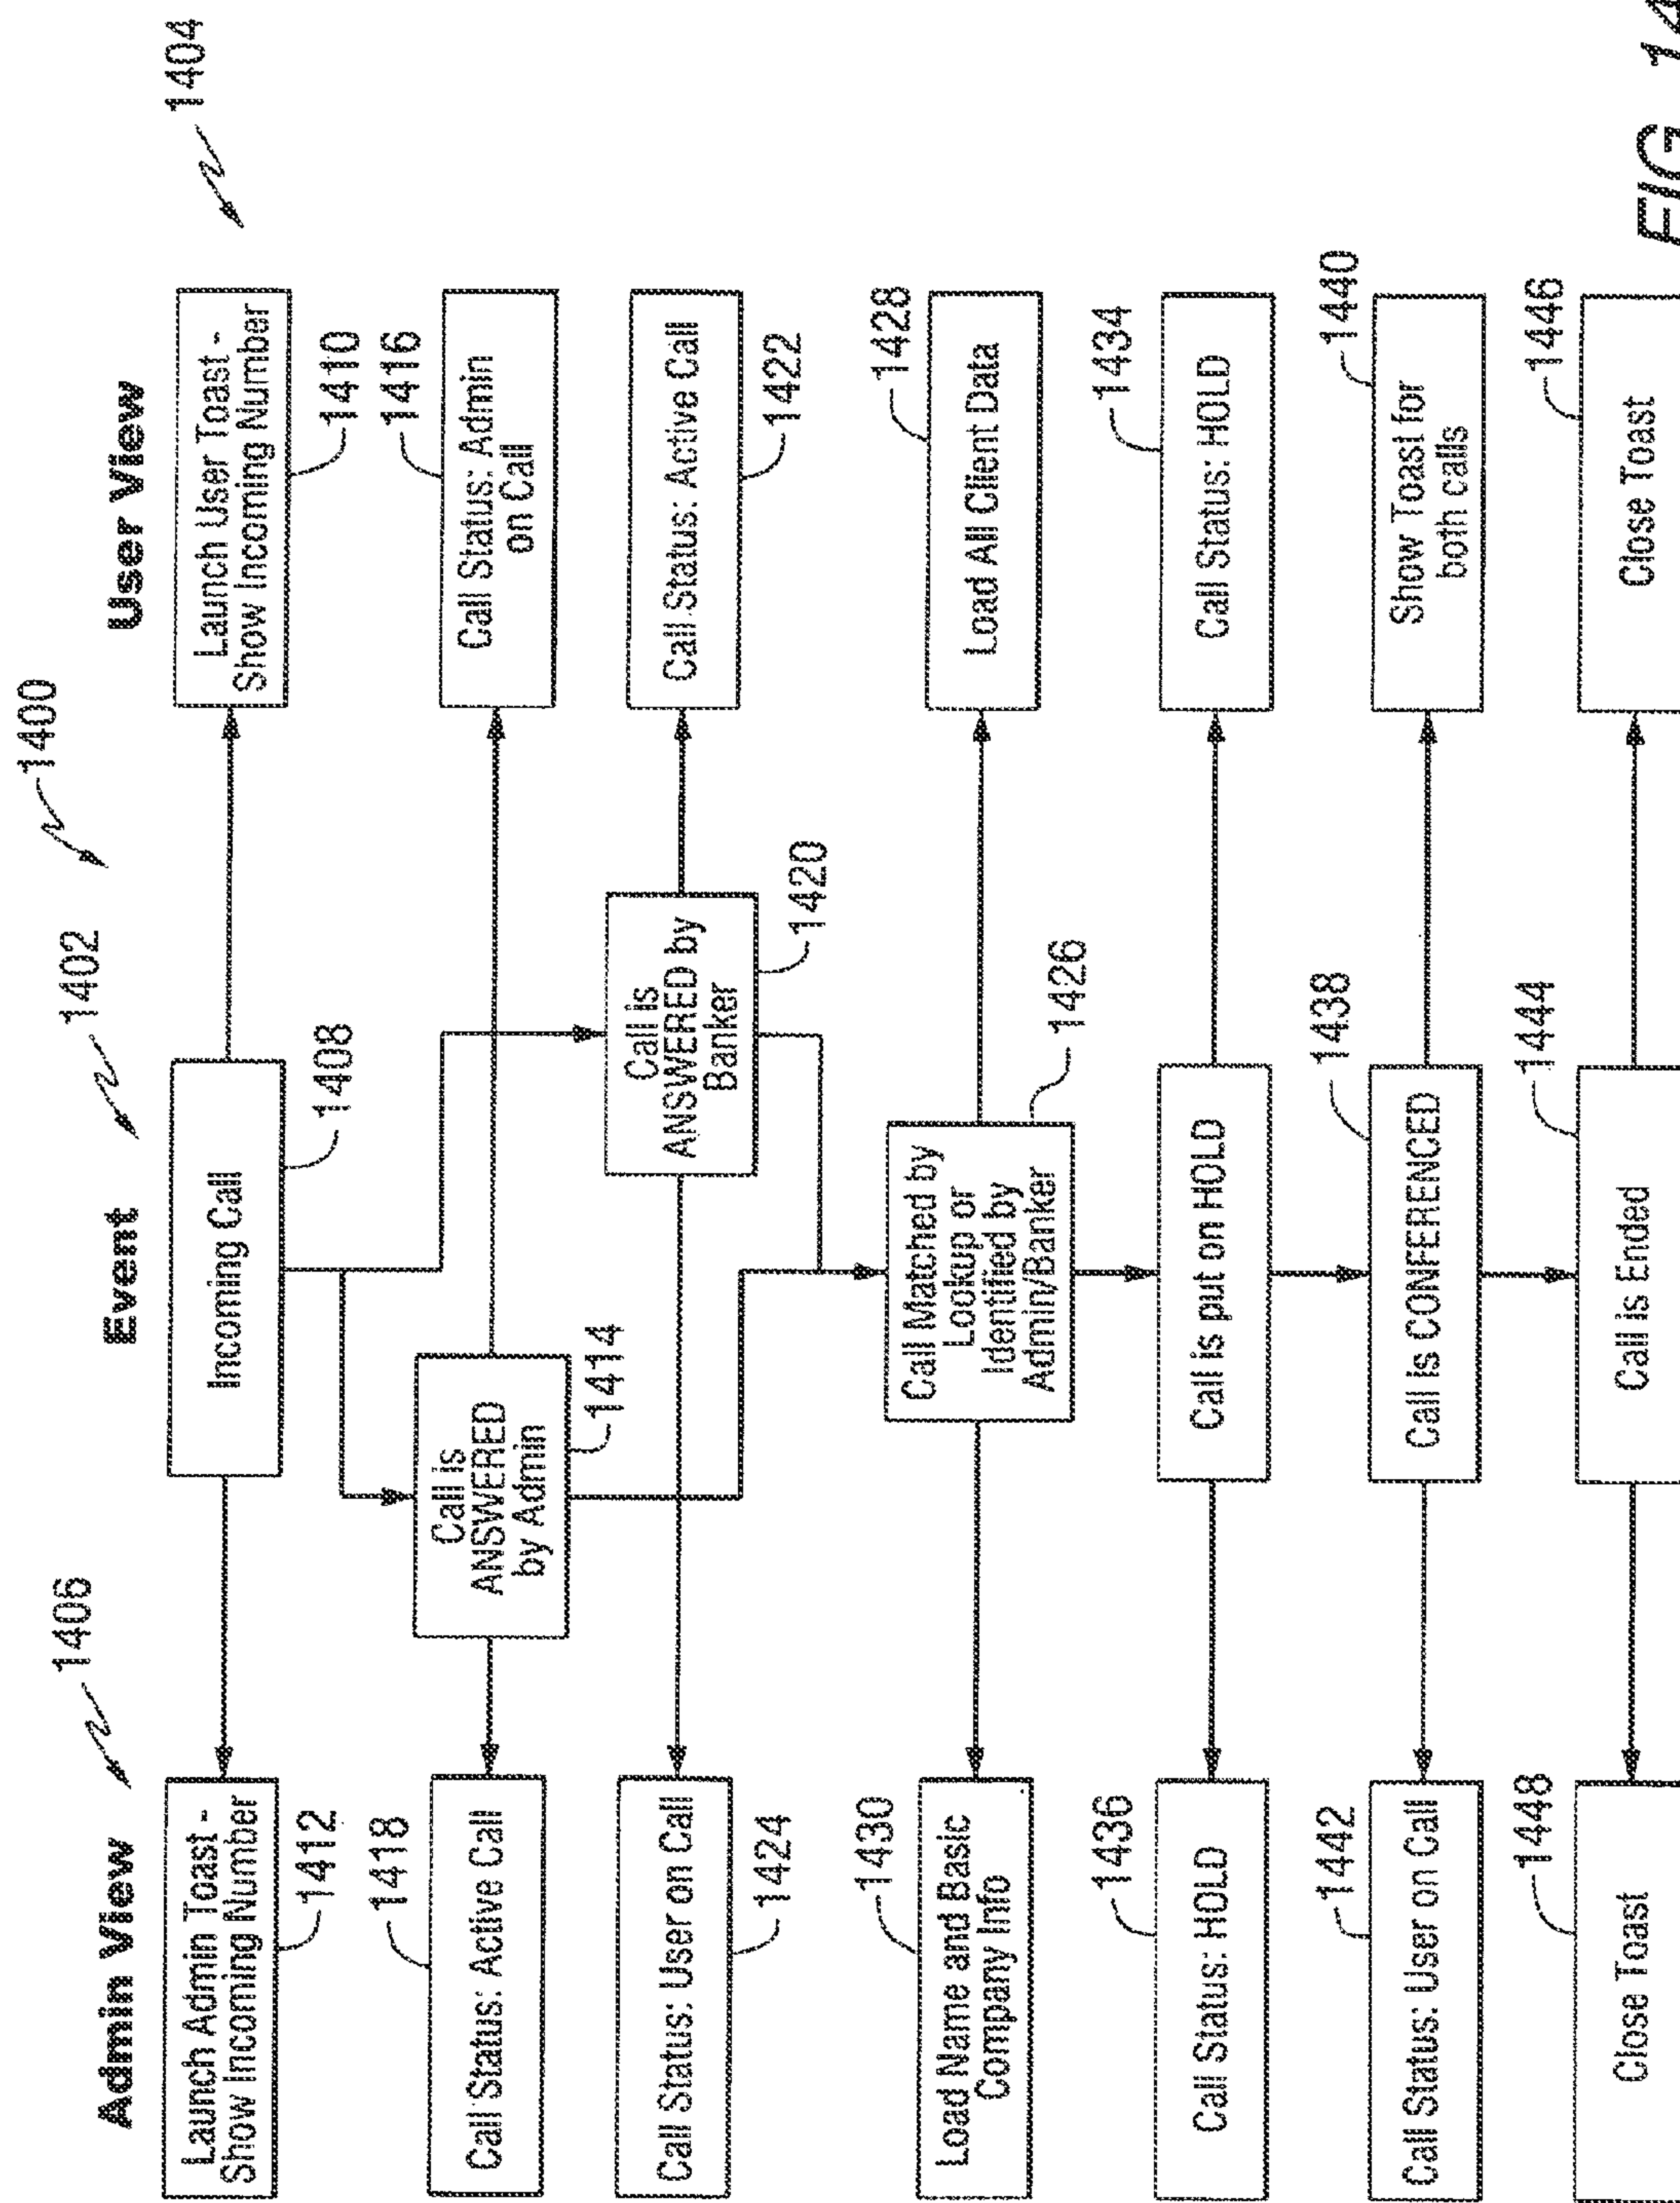 1400
1406
1402
1404
Admin View
Event
User View
Launch Admin Toast -
Show Incoming Number
1412
Incoming Call
1408
Launch User Toast -
Show Incoming Number
1410
1418
Call Status: Active Call
Call is
ANSWERED
by Admin
1414
1416
Call Status: Admin
on Call
Call Status: User on Call
1424
Call is
ANSWERED by
Banker
1420
Call Status: Active Call
1422
1430
Load Name and Basic
Company Info
Call Matched by
Lookup or
Identified by
Admin/Banker
1426
1428
Load All Client Data
1436
Call Status: HOLD
Call is put on HOLD
1434
Call Status: HOLD
1442
Call Status: User on Call
1438
Call is CONFERENCED
1440
Show Toast for
both calls
1448
Close Toast
1444
Call is Ended
1446
Close Toast
FIG. 14